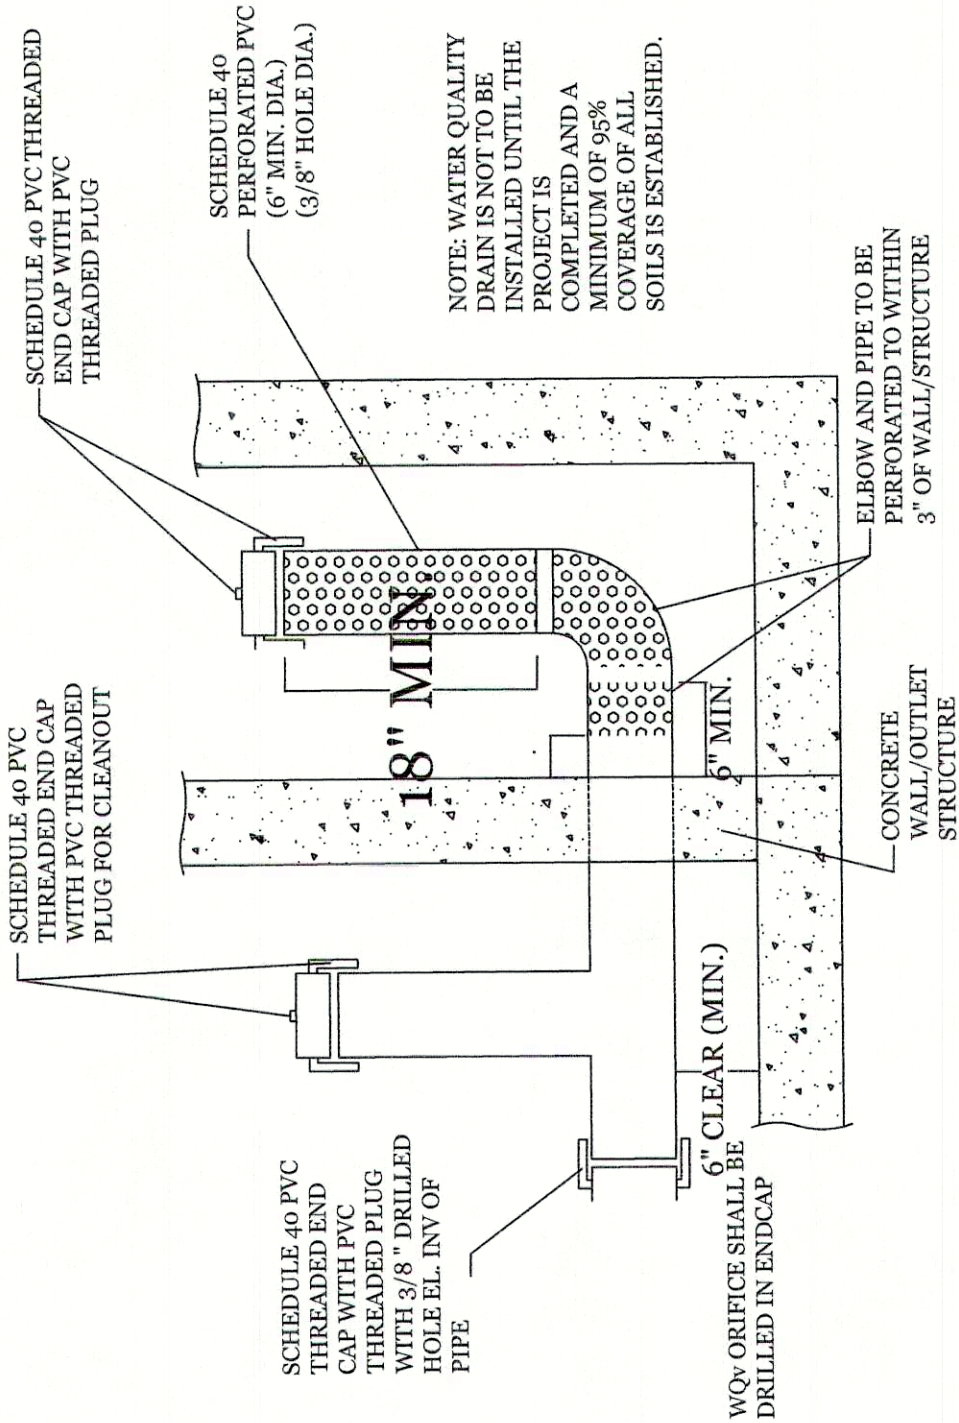 SCHEDULE 40 PVC
THREADED END CAP
WITH PVC THREADED
PLUG FOR CLEANOUT
SCHEDULE 40 PVC THREADED
END CAP WITH PVC
THREADED PLUG
SCHEDULE 40 PVC
THREADED END
CAP WITH PVC
THREADED PLUG
WITH 3/8" DRILLED
HOLE EL. INV OF
PIPE
SCHEDULE 40
PERFORATED PVC
(6" MIN. DIA.)
(3/8" HOLE DIA.)
18" MIN.
NOTE: WATER QUALITY
DRAIN IS NOT TO BE
INSTALLED UNTIL THE
PROJECT IS
COMPLETED AND A
MINIMUM OF 95%
COVERAGE OF ALL
SOILS IS ESTABLISHED.
6" CLEAR (MIN.)
6" MIN.
WQv ORIFICE SHALL BE
DRILLED IN ENDCAP
CONCRETE
WALL/OUTLET
STRUCTURE
ELBOW AND PIPE TO BE
PERFORATED TO WITHIN
3" OF WALL/STRUCTURE